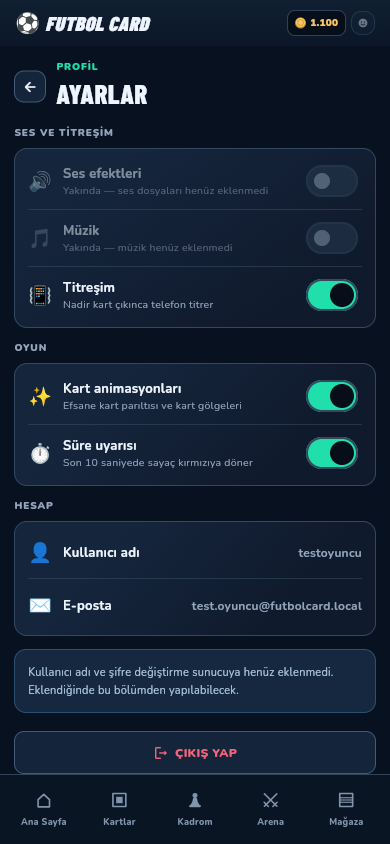 FUTBOL CARD
1.100
PROFİL
AYARLAR
SES VE TİTREŞİM
Ses efektleri
Yakında — ses dosyaları henüz eklenmedi
Müzik
Yakında — müzik henüz eklenmedi
Titreşim
Nadir kart çıkınca telefon titrer
OYUN
Kart animasyonları
Efsane kart parıltısı ve kart gölgeleri
Süre uyarısı
Son 10 saniyede sayaç kırmızıya döner
HESAP
Kullanıcı adı
testoyuncu
E-posta
test.oyuncu@futbolcard.local
Kullanıcı adı ve şifre değiştirme sunucuya henüz eklenmedi.
Eklendiğinde bu bölümden yapılabilecek.
ÇIKIŞ YAP
Ana Sayfa
Kartlar
Kadrom
Arena
Mağaza